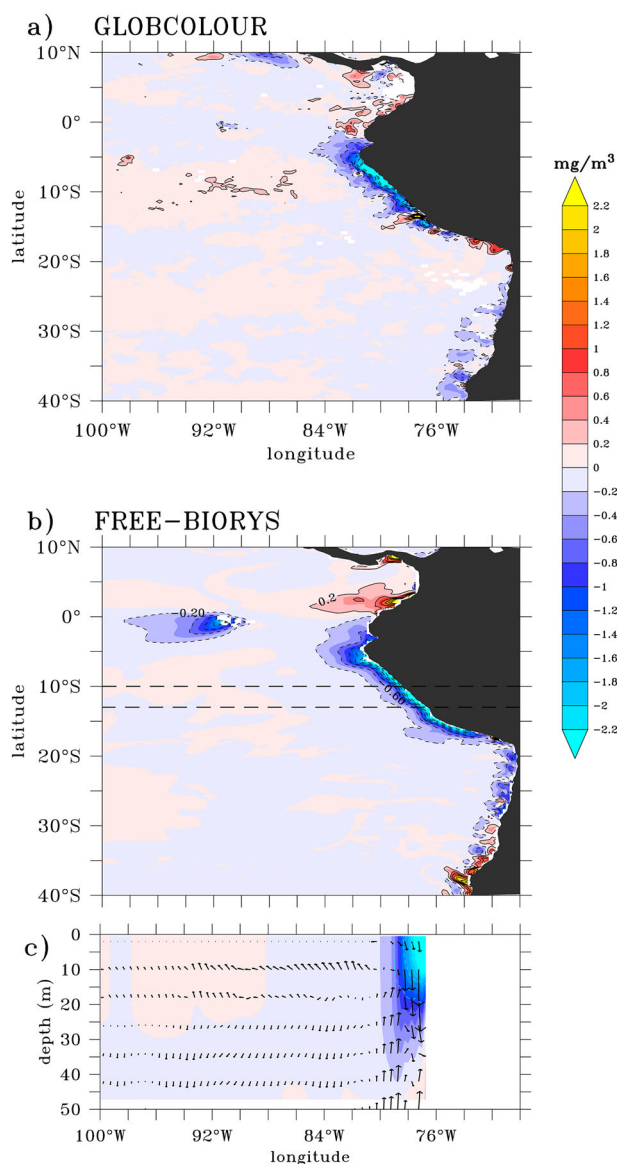 a) GLOBCOLOUR
10°N
0°
10°S
20°S
30°S
40°S
latitude
100°W 92°W 84°W 76°W
longitude
mg/m³
2.2
2
1.8
1.6
1.4
1.2
1
0.8
0.6
0.4
0.2
0
−0.2
−0.4
−0.6
−0.8
−1
−1.2
−1.4
−1.6
−1.8
−2
−2.2
b) FREE−BIORYS
10°N
0°
10°S
20°S
30°S
40°S
latitude
−0.20
0.2
−0.60
100°W 92°W 84°W 76°W
longitude
c)
0
10
20
30
40
50
depth (m)
100°W 92°W 84°W 76°W
longitude